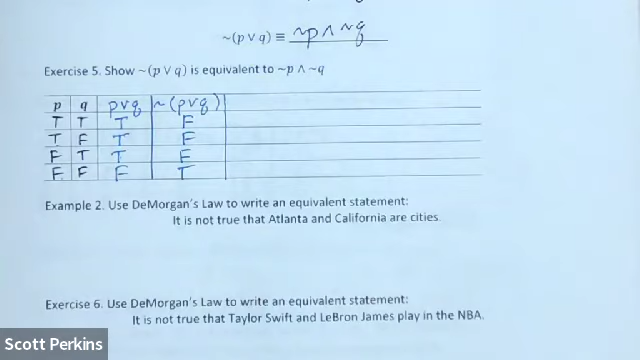 ~(p ∨ q) ≡ ~p ∧ ~q
Exercise 5. Show ~(p ∨ q) is equivalent to ~p ∧ ~q
p q p∨q ~(p∨q)
T T T F
T F T F
F T T F
F F F T
Example 2. Use DeMorgan's Law to write an equivalent statement:
It is not true that Atlanta and California are cities.
Exercise 6. Use DeMorgan's Law to write an equivalent statement:
It is not true that Taylor Swift and LeBron James play in the NBA.
Scott Perkins